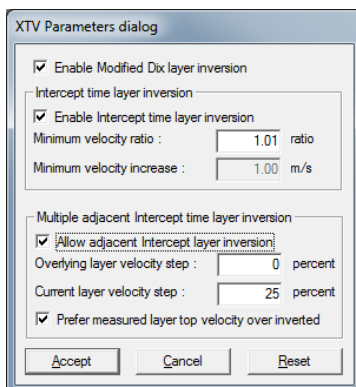 XTV Parameters dialog
Enable Modified Dix layer inversion
Intercept time layer inversion
Enable Intercept time layer inversion
Minimum velocity ratio : 1.01 ratio
Minimum velocity increase : 1.00 m/s
Multiple adjacent Intercept time layer inversion
Allow adjacent Intercept layer inversion
Overlying layer velocity step : 0 percent
Current layer velocity step : 25 percent
Prefer measured layer top velocity over inverted
Accept Cancel Reset